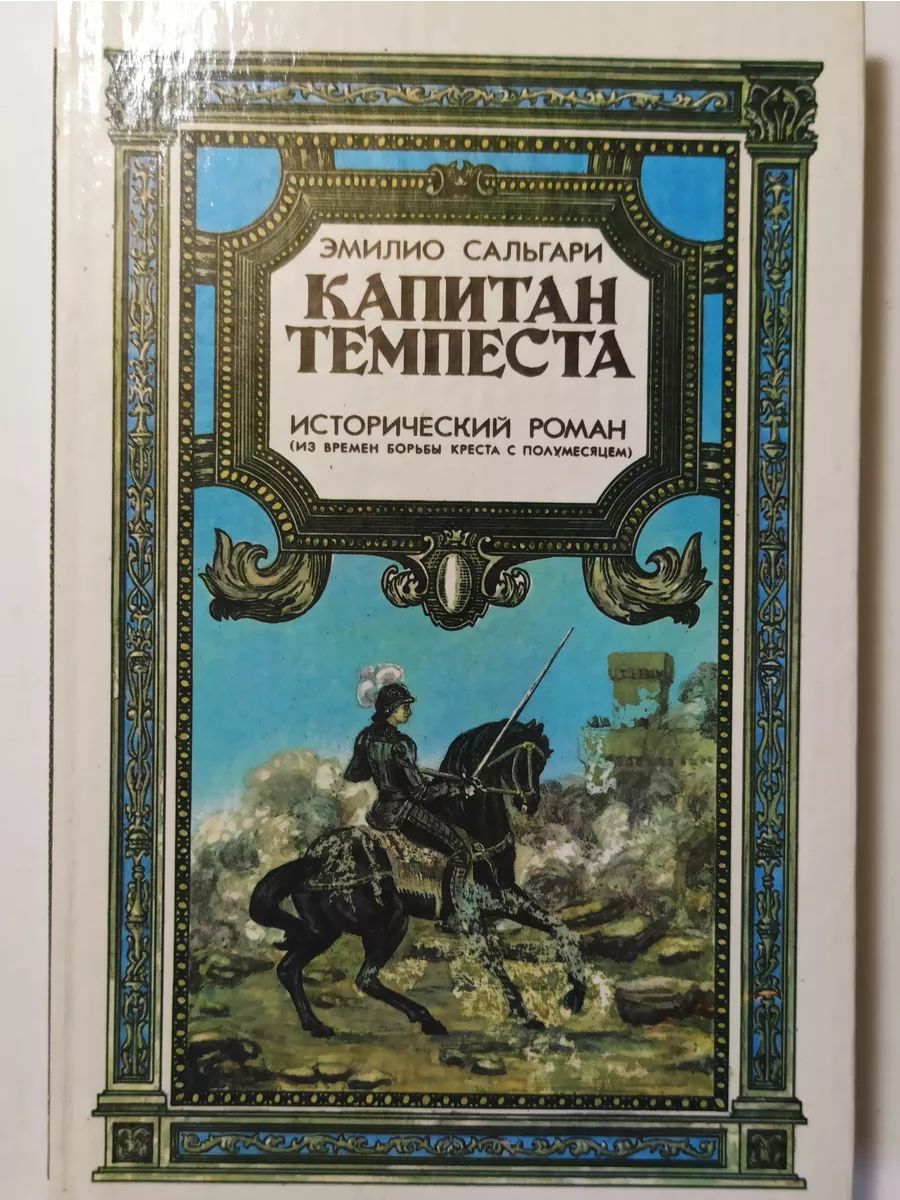 ЭМИЛИО САЛЬГАРИ
КАПИТАН
ТЕМПЕСТА
ИСТОРИЧЕСКИЙ РОМАН
(ИЗ ВРЕМЕН БОРЬБЫ КРЕСТА С ПОЛУМЕСЯЦЕМ)